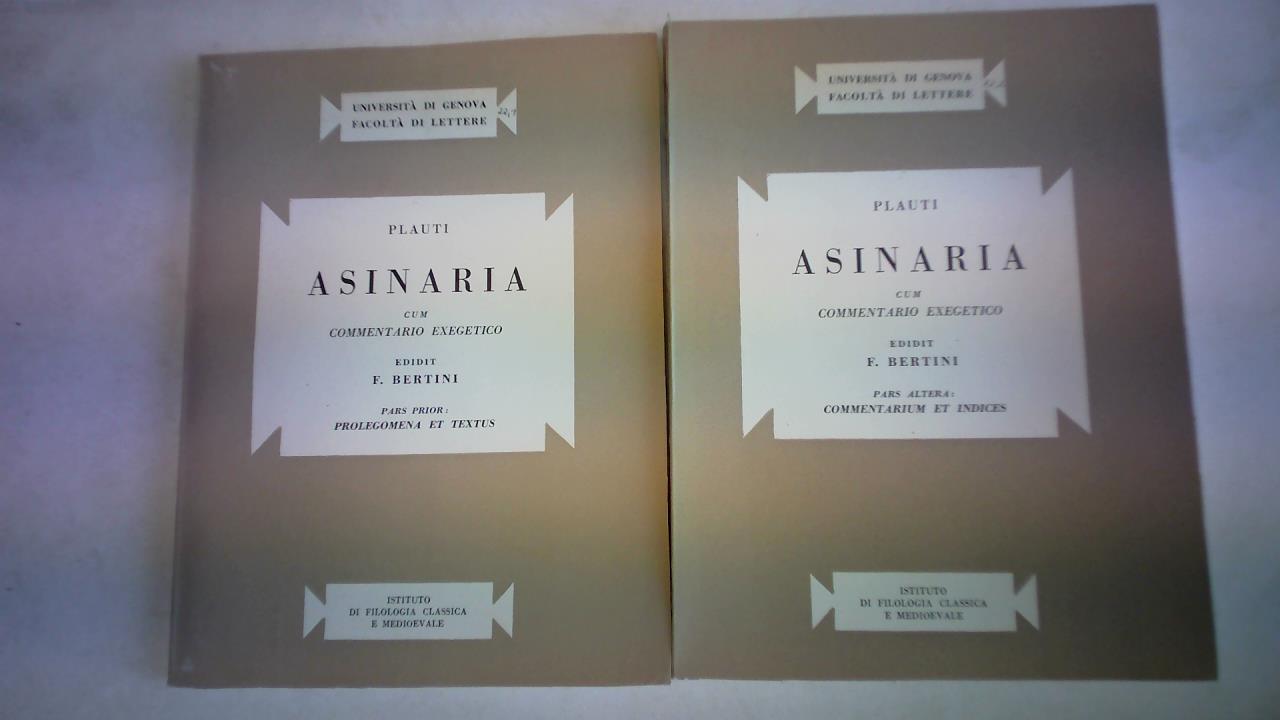 UNIVERSITÀ DI GENOVA
FACOLTÀ DI LETTERE
PLAUTI
ASINARIA
CUM
COMMENTARIO EXEGETICO
EDIDIT
F. BERTINI
PARS PRIOR:
PROLEGOMENA ET TEXTUS
ISTITUTO
DI FILOLOGIA CLASSICA
E MEDIOEVALE
UNIVERSITÀ DI GENOVA
FACOLTÀ DI LETTERE
PLAUTI
ASINARIA
CUM
COMMENTARIO EXEGETICO
EDIDIT
F. BERTINI
PARS ALTERA:
COMMENTARIUM ET INDICES
ISTITUTO
DI FILOLOGIA CLASSICA
E MEDIOEVALE